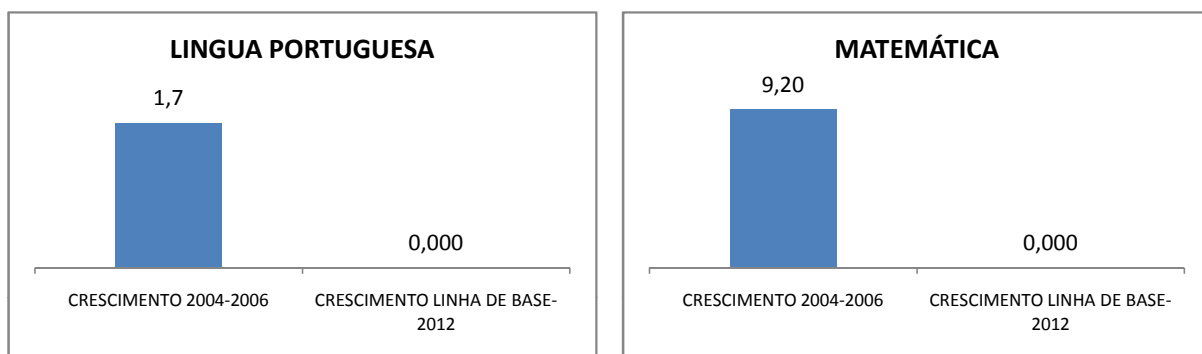 LINGUA PORTUGUESA
1,7
0,000
CRESCIMENTO 2004-2006
CRESCIMENTO LINHA DE BASE-
2012
MATEMÁTICA
9,20
0,000
CRESCIMENTO 2004-2006
CRESCIMENTO LINHA DE BASE-
2012